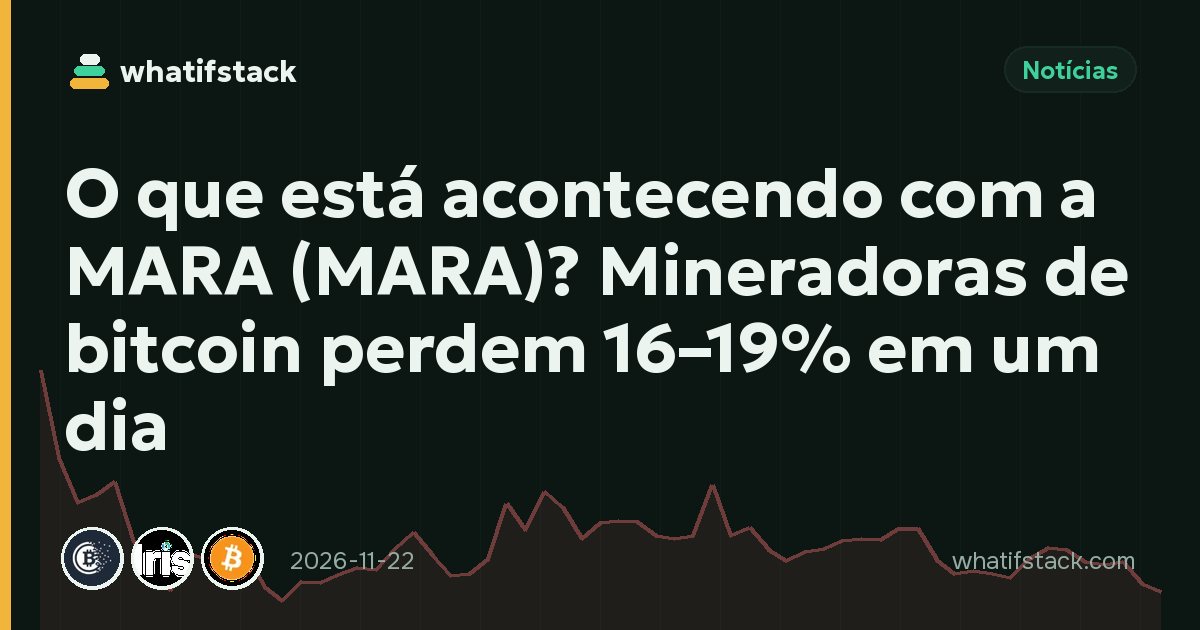 whatifstack
Notícias
O que está acontecendo com a
MARA (MARA)? Mineradoras de
bitcoin perdem 16–19% em um
dia
Iris
2026-11-22
whatifstack.com